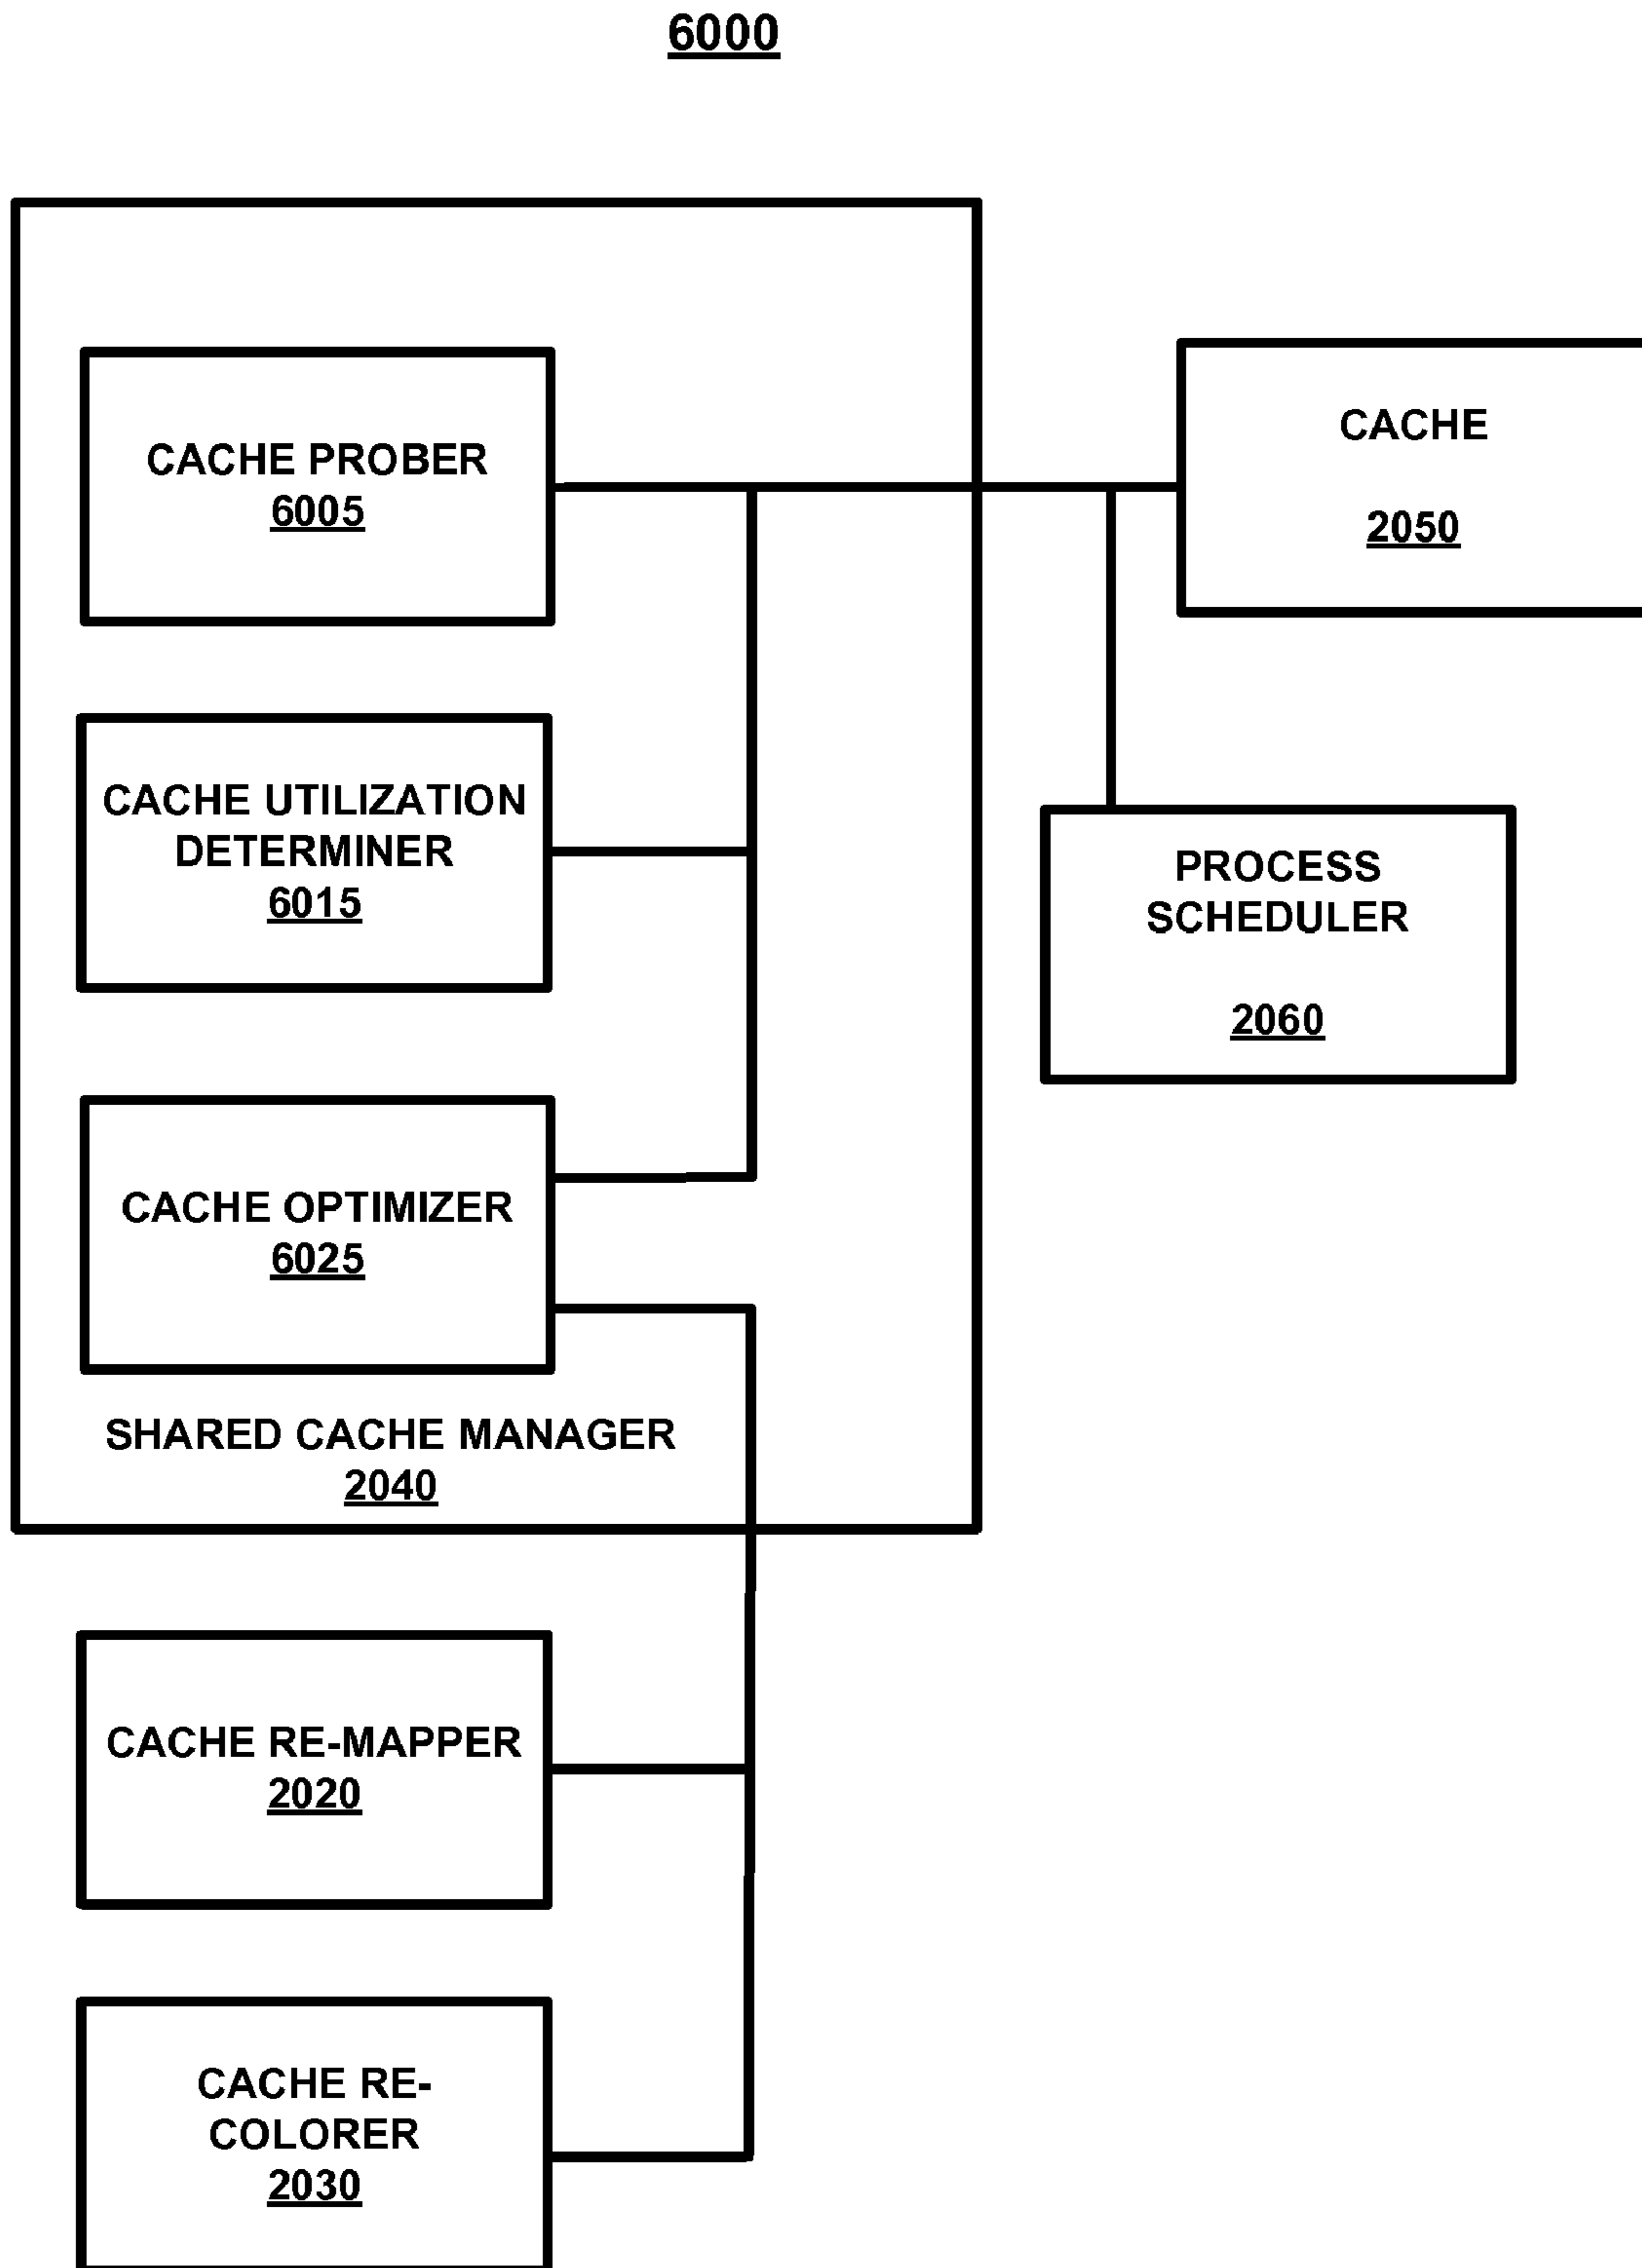 6000
CACHE PROBER
6005
CACHE
2050
CACHE UTILIZATION
DETERMINER
6015
PROCESS
SCHEDULER
2060
CACHE OPTIMIZER
6025
SHARED CACHE MANAGER
2040
CACHE RE-MAPPER
2020
CACHE RE-
COLORER
2030